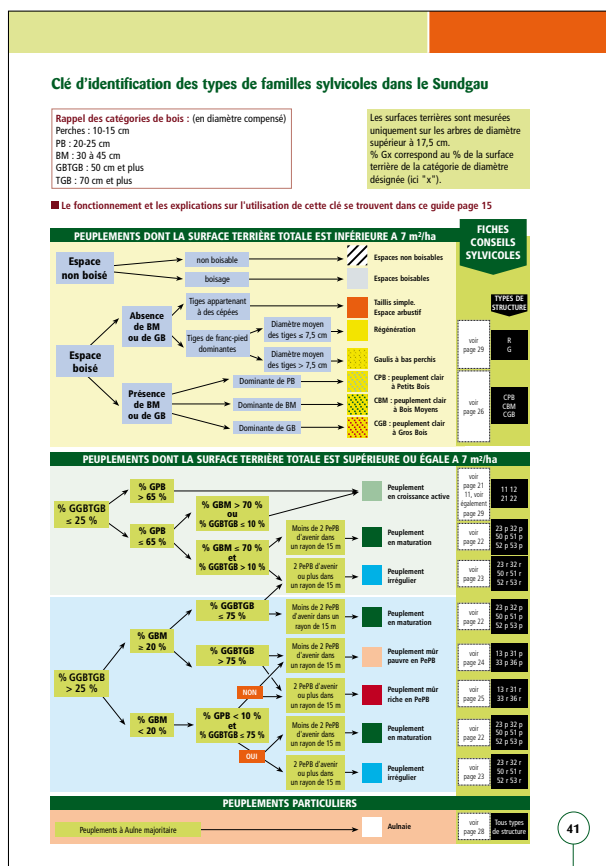 Clé d'identification des types de familles sylvicoles dans le Sundgau
Rappel des catégories de bois : (en diamètre compensé)
Perches : 10-15 cm
PB : 20-25 cm
BM : 30 à 45 cm
GBTGB : 50 cm et plus
TGB : 70 cm et plus
Les surfaces terrières sont mesurées
uniquement sur les arbres de diamètre
supérieur à 17,5 cm.
% Gx correspond au % de la surface
terrière de la catégorie de diamètre
désignée (ici "x").
Le fonctionnement et les explications sur l'utilisation de cette clé se trouvent dans ce guide page 15
PEUPLEMENTS DONT LA SURFACE TERRIÈRE TOTALE EST INFÉRIEURE A 7 m²/ha
FICHES
CONSEILS
SYLVICOLES
TYPES DE
STRUCTURE
Espace
non boisé
non boisable
Espaces non boisables
boisage
Espaces boisables
Espace
boisé
Absence
de BM
ou de GB
Tiges appartenant
à des cépées
Taillis simple.
Espace arbustif
Tiges de franc-pied
dominantes
Diamètre moyen
des tiges ≤ 7,5 cm
Régénération
Diamètre moyen
des tiges > 7,5 cm
Gaulis à bas perchis
voir
page 29
R
G
Présence
de BM
ou de GB
Dominante de PB
CPB : peuplement clair
à Petits Bois
Dominante de BM
CBM : peuplement clair
à Bois Moyens
Dominante de GB
CGB : peuplement clair
à Gros Bois
voir
page 26
CPB
CBM
CGB
PEUPLEMENTS DONT LA SURFACE TERRIÈRE TOTALE EST SUPÉRIEURE OU ÉGALE A 7 m²/ha
% GGBTGB
≤ 25 %
% GPB
> 65 %
Peuplement
en croissance active
voir
page 21
11, voir
également
page 29
11 12
21 22
% GPB
≤ 65 %
% GBM > 70 %
ou
% GGBTGB ≤ 10 %
% GBM ≤ 70 %
et
% GGBTGB > 10 %
Moins de 2 PePB
d'avenir dans
un rayon de 15 m
Peuplement
en maturation
voir
page 22
23 p 32 p
50 p 51 p
52 p 53 p
2 PePB d'avenir
ou plus dans
un rayon de 15 m
Peuplement
irrégulier
voir
page 23
23 r 32 r
50 r 51 r
52 r 53 r
% GGBTGB
> 25 %
% GBM
≥ 20 %
% GGBTGB
≤ 75 %
Moins de 2 PePB
d'avenir dans un
rayon de 15 m
Peuplement
en maturation
voir
page 22
23 p 32 p
50 p 51 p
52 p 53 p
% GGBTGB
> 75 %
Moins de 2 PePB
d'avenir dans
un rayon de 15 m
Peuplement mûr
pauvre en PePB
voir
page 24
13 p 31 p
33 p 36 p
NON
2 PePB d'avenir
ou plus dans
un rayon de 15 m
Peuplement mûr
riche en PePB
voir
page 25
13 r 31 r
33 r 36 r
% GBM
< 20 %
% GPB < 10 %
et
% GGBTGB ≤ 75 %
OUI
Moins de 2 PePB
d'avenir dans
un rayon de 15 m
Peuplement
en maturation
voir
page 22
23 p 32 p
50 p 51 p
52 p 53 p
2 PePB d'avenir
ou plus dans
un rayon de 15 m
Peuplement
irrégulier
voir
page 23
23 r 32 r
50 r 51 r
52 r 53 r
PEUPLEMENTS PARTICULIERS
Peuplements à Aulne majoritaire
Aulnaie
voir
page 28
Tous types
de structure
41